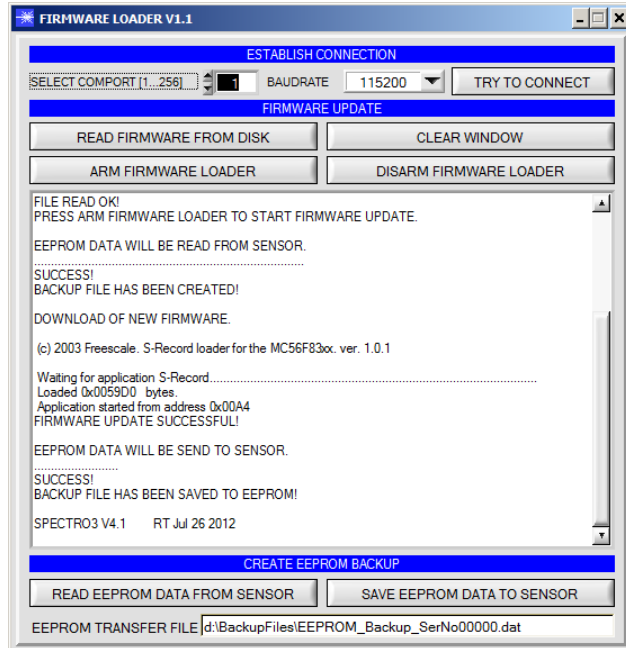 FIRMWARE LOADER V1.1
ESTABLISH CONNECTION
SELECT COMPORT [1...256] 1 BAUDRATE 115200 TRY TO CONNECT
FIRMWARE UPDATE
READ FIRMWARE FROM DISK CLEAR WINDOW
ARM FIRMWARE LOADER DISARM FIRMWARE LOADER
FILE READ OK!
PRESS ARM FIRMWARE LOADER TO START FIRMWARE UPDATE.
EEPROM DATA WILL BE READ FROM SENSOR.
..........................................................................
SUCCESS!
BACKUP FILE HAS BEEN CREATED!
DOWNLOAD OF NEW FIRMWARE.
(c) 2003 Freescale. S-Record loader for the MC56F83xx. ver. 1.0.1
Waiting for application S-Record...................................................................................
Loaded 0x0059D0 bytes.
Application started from address 0x00A4
FIRMWARE UPDATE SUCCESSFUL!
EEPROM DATA WILL BE SEND TO SENSOR.
.......................
SUCCESS!
BACKUP FILE HAS BEEN SAVED TO EEPROM!
SPECTRO3 V4.1 RT Jul 26 2012
CREATE EEPROM BACKUP
READ EEPROM DATA FROM SENSOR SAVE EEPROM DATA TO SENSOR
EEPROM TRANSFER FILE d:\BackupFiles\EEPROM_Backup_SerNo00000.dat